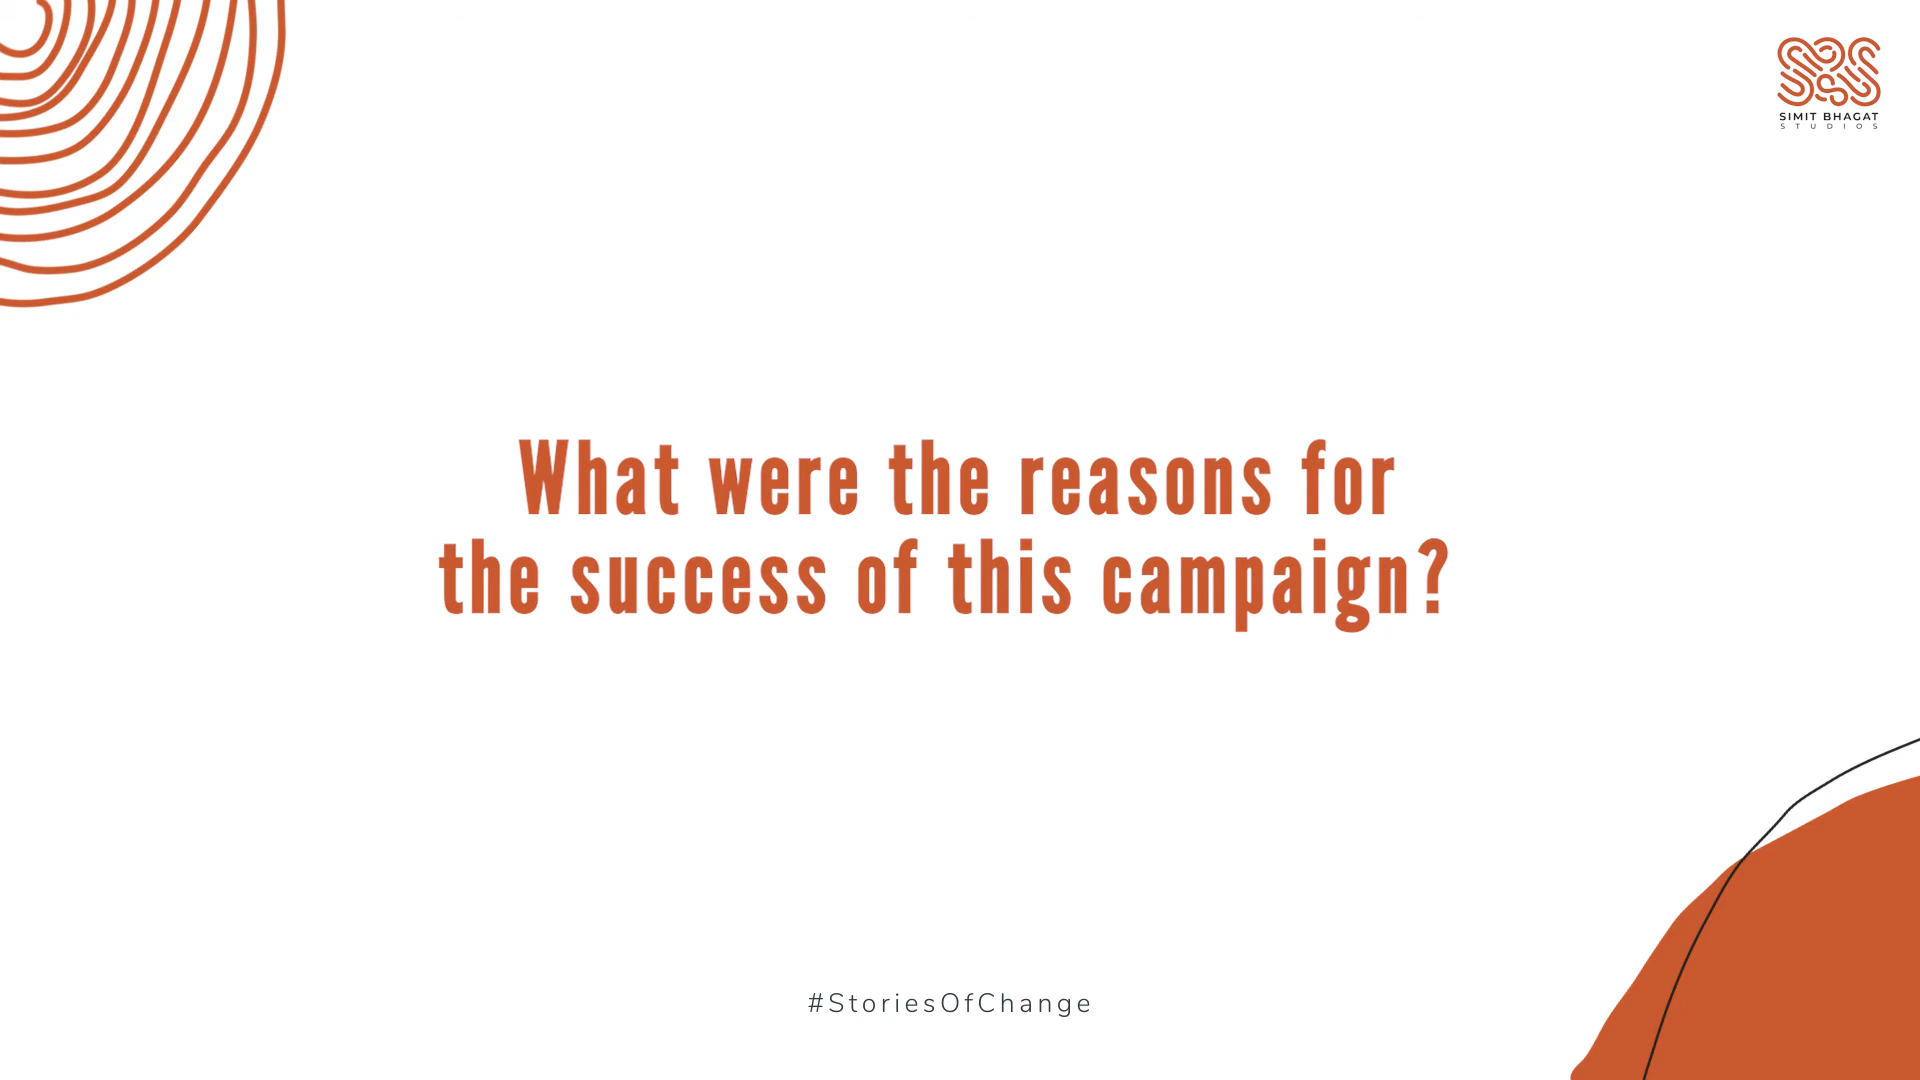 SIMIT BHAGAT
STUDIOS
What were the reasons for
the success of this campaign?
#StoriesOfChange